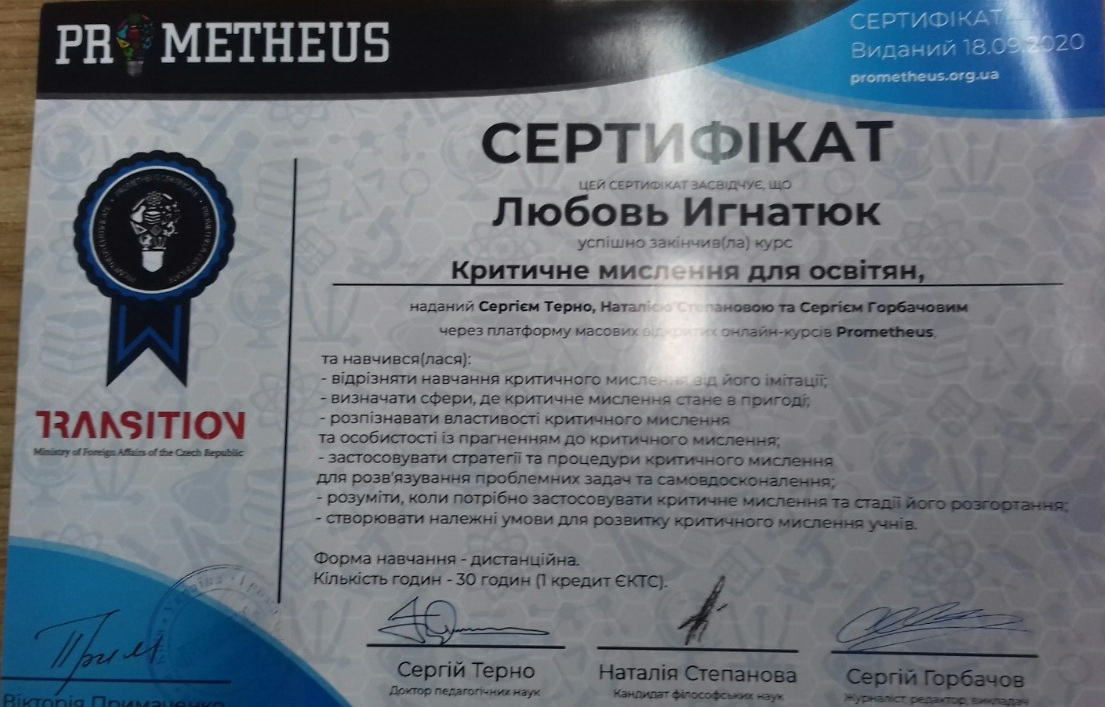 PROMETHEUS
СЕРТИФІКАТ
Виданий 18.09.2020
prometheus.org.ua
СЕРТИФІКАТ
ЦЕЙ СЕРТИФІКАТ ЗАСВІДЧУЄ, ЩО
Любовь Игнатюк
успішно закінчив(ла) курс
Критичне мислення для освітян,
наданий Сергієм Терно, Наталією Степановою та Сергієм Горбачовим
через платформу масових відкритих онлайн-курсів Prometheus,
та навчився(лася):
- відрізняти навчання критичного мислення від його імітації;
- визначати сфери, де критичне мислення стане в пригоді;
- розпізнавати властивості критичного мислення
та особистості із прагненням до критичного мислення;
- застосовувати стратегії та процедури критичного мислення
для розв'язування проблемних задач та самовдосконалення;
- розуміти, коли потрібно застосовувати критичне мислення та стадії його розгортання;
- створювати належні умови для розвитку критичного мислення учнів.
Форма навчання - дистанційна.
Кількість годин - 30 годин (1 кредит ЄКТС).
TRANSITION
Ministry of Foreign Affairs of the Czech Republic
Вікторія Примаченко
Сергій Терно
Доктор педагогічних наук
Наталія Степанова
Кандидат філософських наук
Сергій Горбачов
Журналіст, редактор, викладач